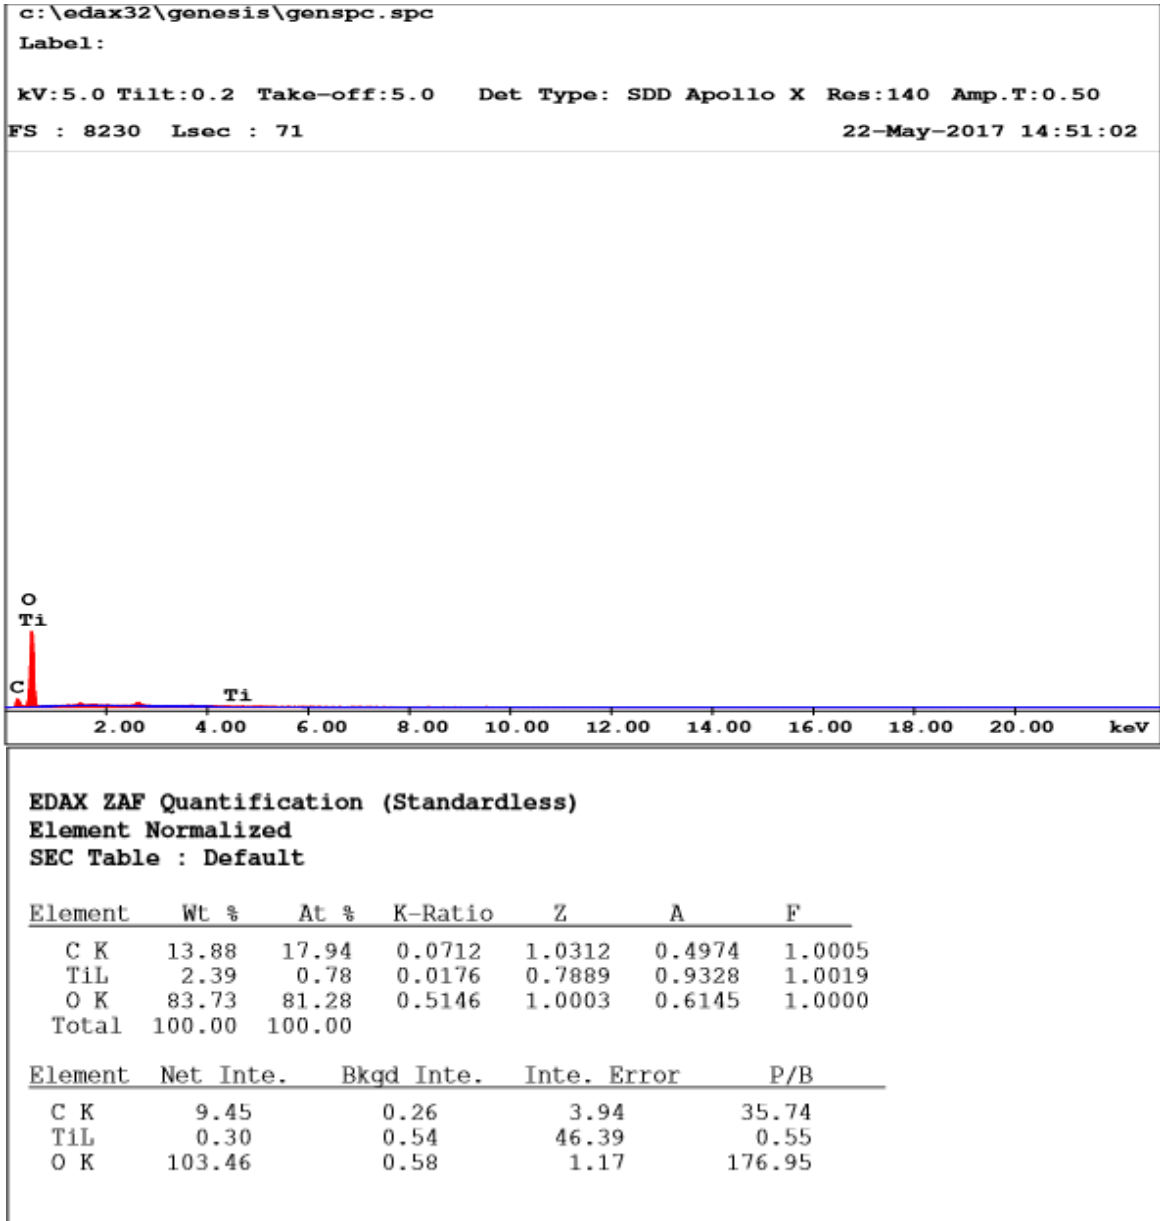 c:\edax32\genesis\genspc.spc
Label:
kV:5.0 Tilt:0.2 Take-off:5.0 Det Type: SDD Apollo X Res:140 Amp.T:0.50
FS : 8230 Lsec : 71 22-May-2017 14:51:02
O
Ti
C
Ti
2.00 4.00 6.00 8.00 10.00 12.00 14.00 16.00 18.00 20.00 keV
EDAX ZAF Quantification (Standardless)
Element Normalized
SEC Table : Default
Element Wt % At % K-Ratio Z A F
C K 13.88 17.94 0.0712 1.0312 0.4974 1.0005
TiL 2.39 0.78 0.0176 0.7889 0.9328 1.0019
O K 83.73 81.28 0.5146 1.0003 0.6145 1.0000
Total 100.00 100.00
Element Net Inte. Bkgd Inte. Inte. Error P/B
C K 9.45 0.26 3.94 35.74
TiL 0.30 0.54 46.39 0.55
O K 103.46 0.58 1.17 176.95